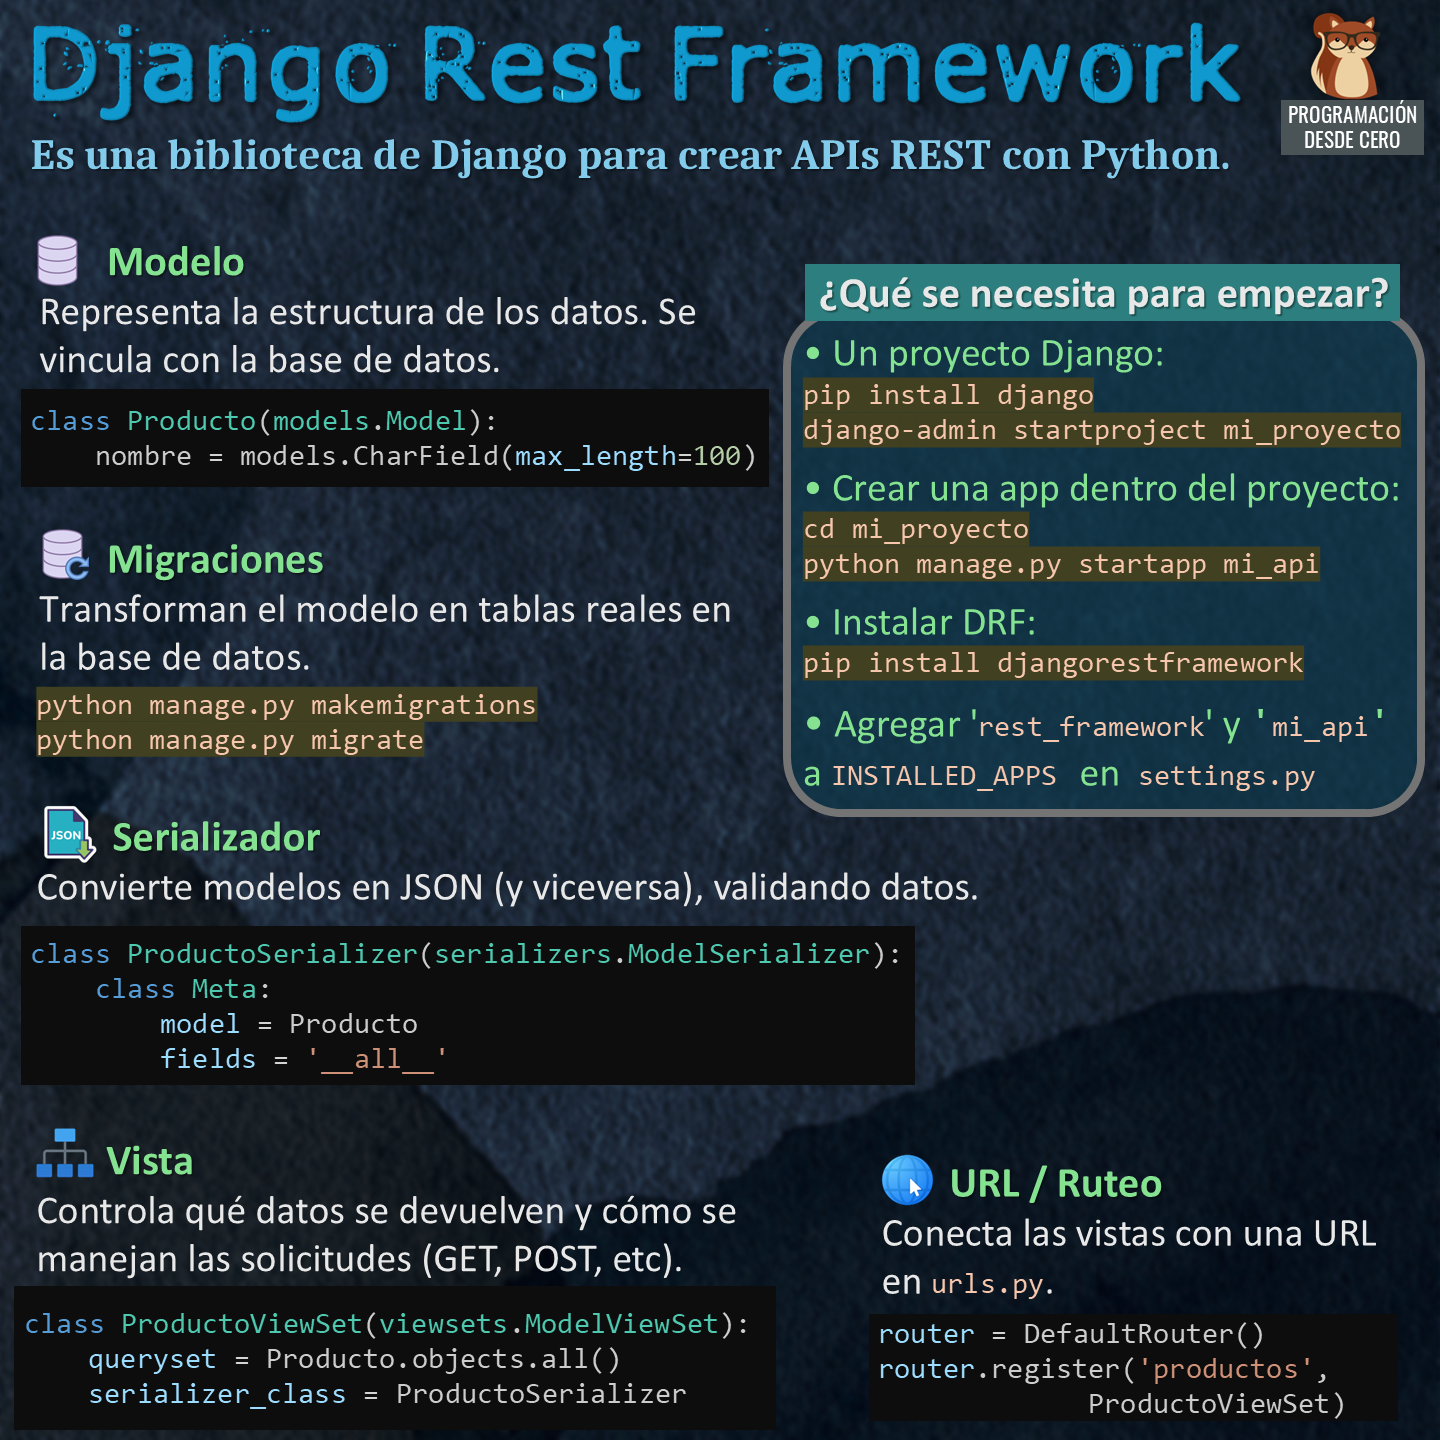 Django Rest Framework
PROGRAMACIÓN
DESDE CERO
Es una biblioteca de Django para crear APIs REST con Python.
Modelo
Representa la estructura de los datos. Se
vincula con la base de datos.
class Producto(models.Model):
    nombre = models.CharField(max_length=100)
Migraciones
Transforman el modelo en tablas reales en
la base de datos.
python manage.py makemigrations
python manage.py migrate
¿Qué se necesita para empezar?
• Un proyecto Django:
pip install django
django-admin startproject mi_proyecto
• Crear una app dentro del proyecto:
cd mi_proyecto
python manage.py startapp mi_api
• Instalar DRF:
pip install djangorestframework
• Agregar 'rest_framework' y 'mi_api'
a INSTALLED_APPS en settings.py
JSON
Serializador
Convierte modelos en JSON (y viceversa), validando datos.
class ProductoSerializer(serializers.ModelSerializer):
    class Meta:
        model = Producto
        fields = '__all__'
Vista
Controla qué datos se devuelven y cómo se
manejan las solicitudes (GET, POST, etc).
class ProductoViewSet(viewsets.ModelViewSet):
    queryset = Producto.objects.all()
    serializer_class = ProductoSerializer
URL / Ruteo
Conecta las vistas con una URL
en urls.py.
router = DefaultRouter()
router.register('productos',
             ProductoViewSet)